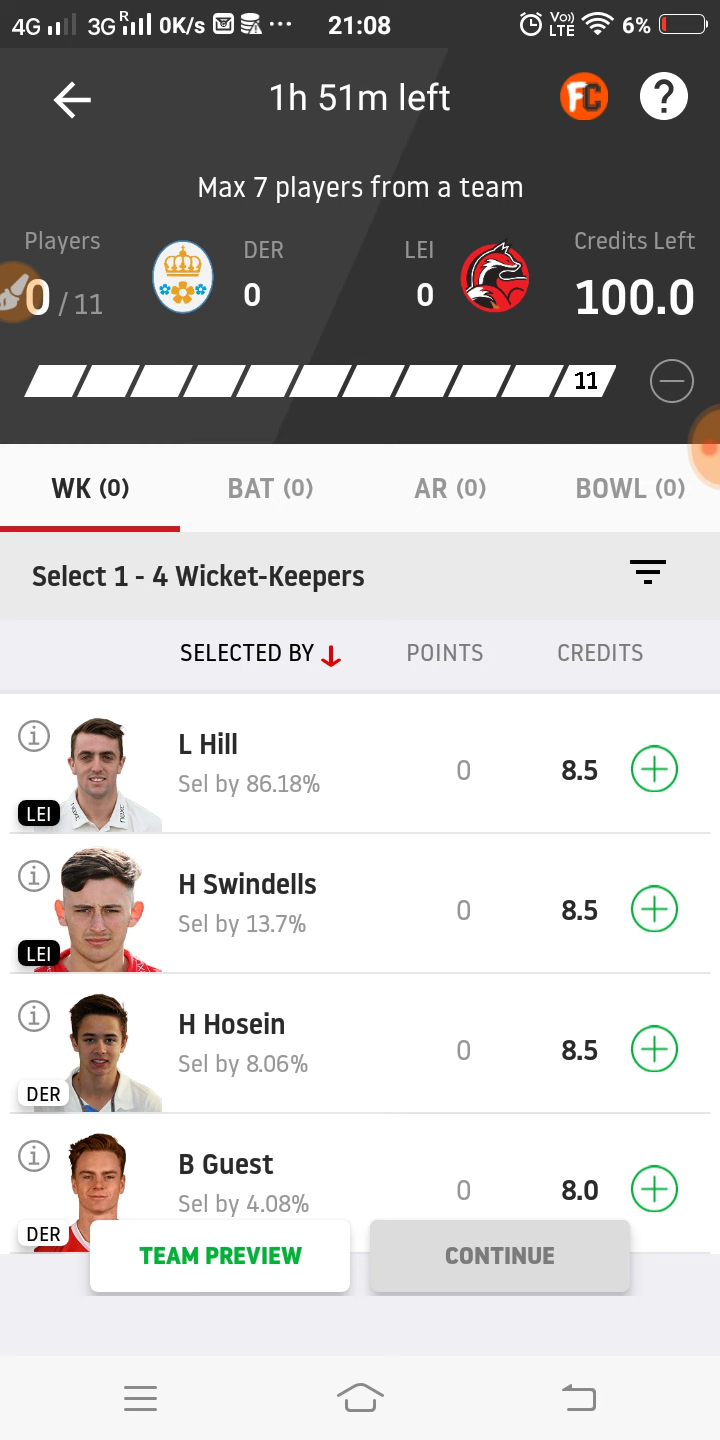 4G 3G R 0K/s ... 21:08 Vo)) LTE 6%
1h 51m left FC ?
Max 7 players from a team
Players DER LEI Credits Left
0 / 11 0 0 100.0
11
WK (0) BAT (0) AR (0) BOWL (0)
Select 1 - 4 Wicket-Keepers
SELECTED BY POINTS CREDITS
L Hill
Sel by 86.18% 0 8.5
LEI
H Swindells
Sel by 13.7% 0 8.5
LEI
H Hosein
Sel by 8.06% 0 8.5
DER
B Guest
Sel by 4.08% 0 8.0
DER
TEAM PREVIEW CONTINUE